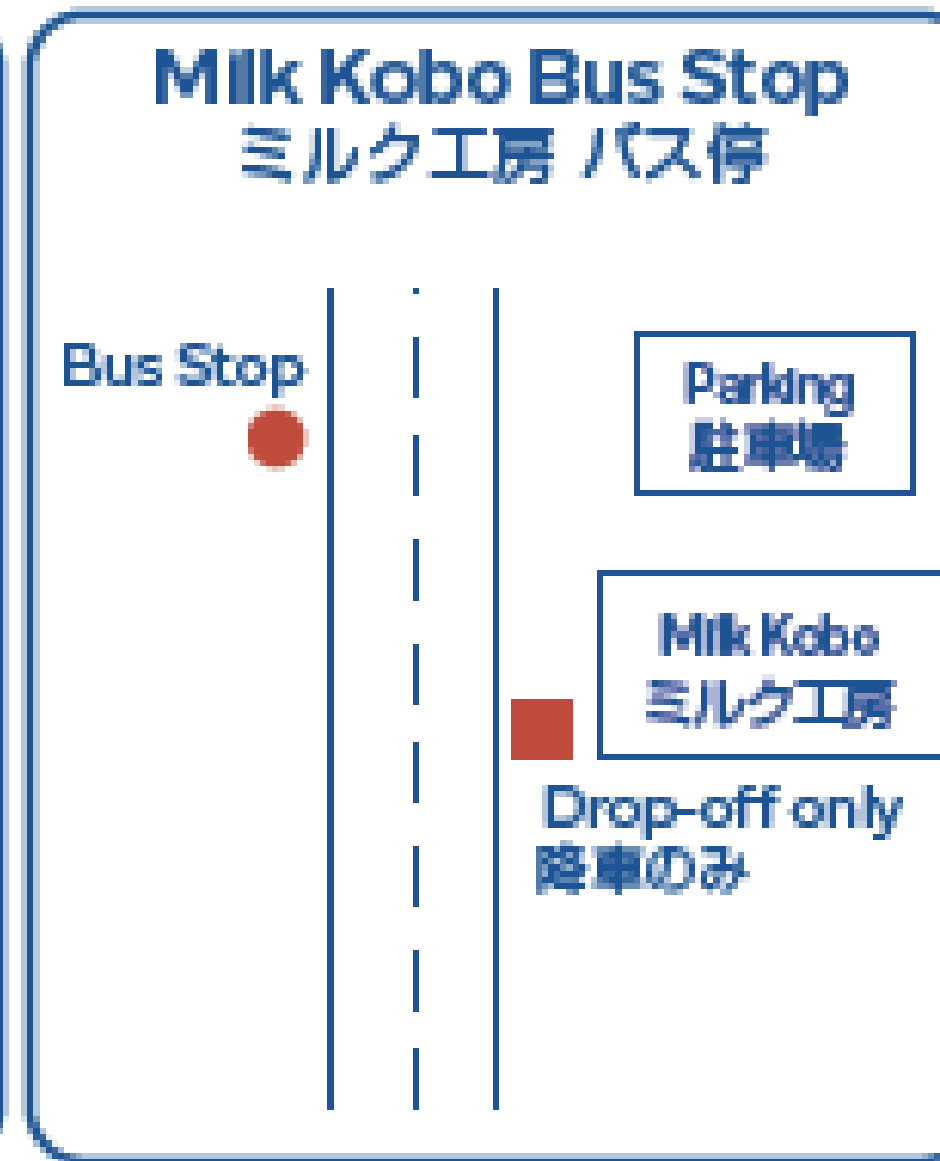 Milk Kobo Bus Stop
ミルク工房 バス停
Bus Stop
Parking
駐車場
Milk Kobo
ミルク工房
Drop-off only
降車のみ